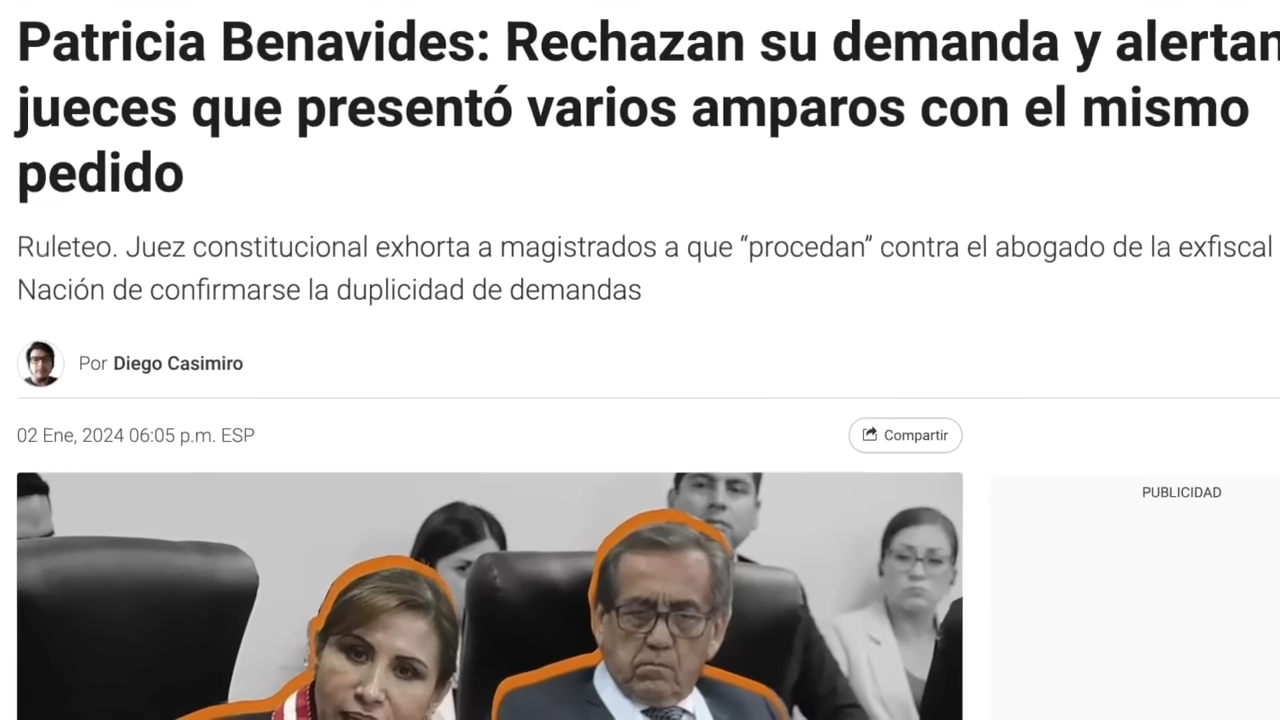 Patricia Benavides: Rechazan su demanda y alertan
jueces que presentó varios amparos con el mismo
pedido
Ruleteo. Juez constitucional exhorta a magistrados a que “procedan” contra el abogado de la exfiscal
Nación de confirmarse la duplicidad de demandas
Por Diego Casimiro
02 Ene, 2024 06:05 p.m. ESP
Compartir
PUBLICIDAD